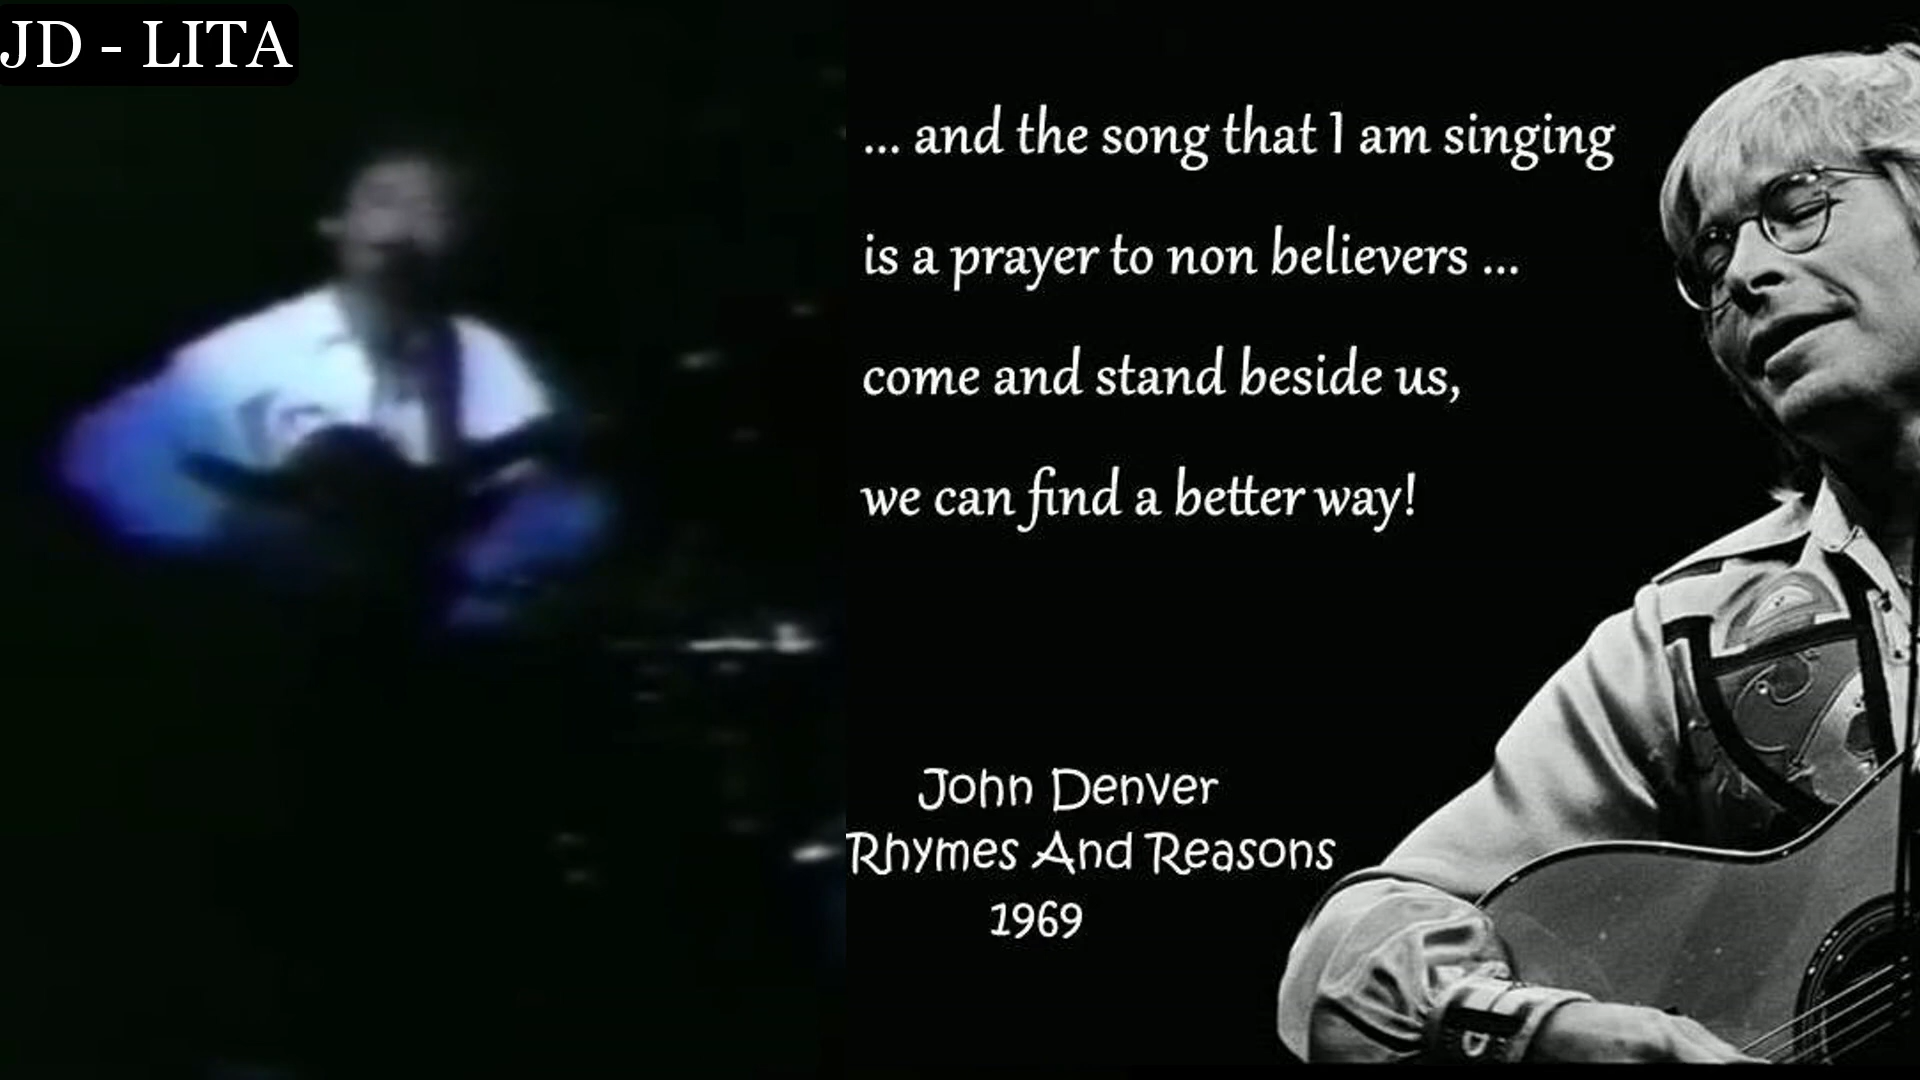 JD - LITA
... and the song that I am singing
is a prayer to non believers ...
come and stand beside us,
we can find a better way!
John Denver
Rhymes And Reasons
1969